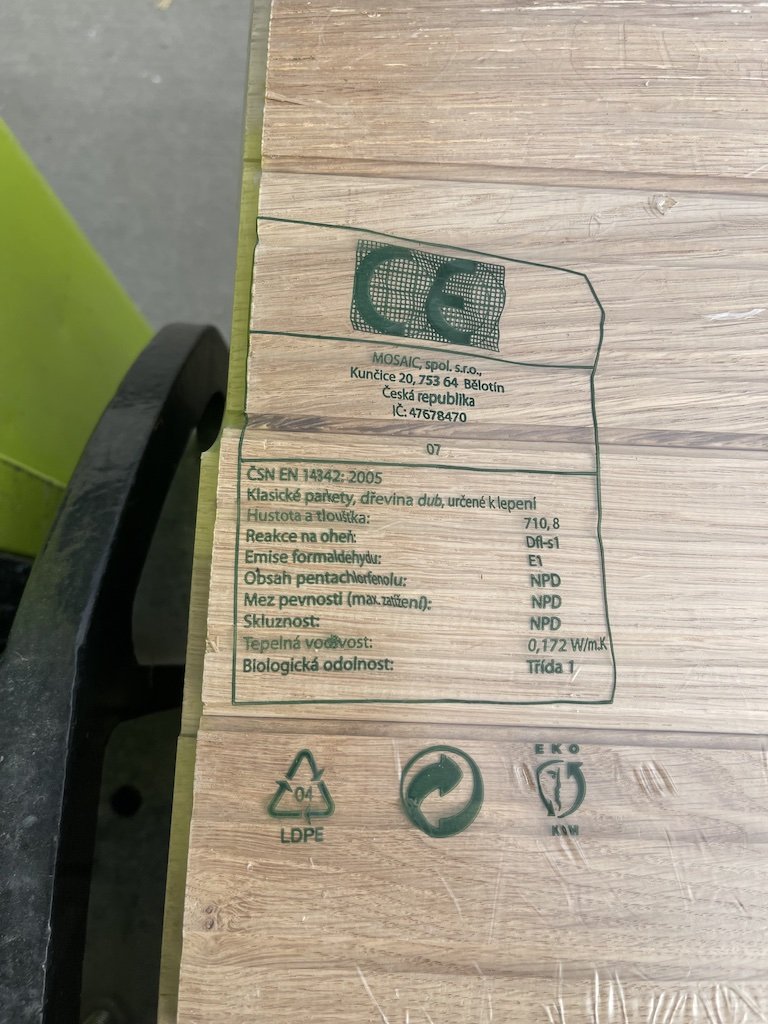 CE
MOSAIC, spol. s.r.o.,
Kunčice 20, 753 64 Bělotín
Česká republika
IČ: 47678470
07
ČSN EN 14342: 2005
Klasické parkety, dřevina dub, určené k lepení
Hustota a tloušťka: 710,8
Reakce na oheň: Dfl-s1
Emise formaldehydu: E1
Obsah pentachlorfenolu: NPD
Mez pevnosti (max. zatížení): NPD
Skluznost: NPD
Tepelná vodivost: 0,172 W/m.K
Biologická odolnost: Třída 1
04
LDPE
EKO
KOM